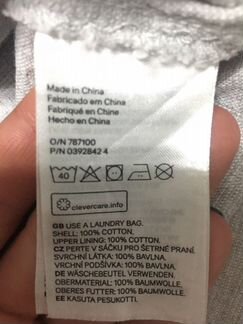 Made in China
Fabricado em China
Fabriqué en Chine
Hecho en China
O/N 787100
P/N 0392842 4
40
clevercare.info
GB USE A LAUNDRY BAG.
SHELL: 100% COTTON.
UPPER LINING: 100% COTTON.
CZ PERTE V SÁČKU PRO ŠETRNÉ PRANÍ.
SVRCHNÍ LÁTKA: 100% BAVLNA.
VRCHNÍ PODŠÍVKA: 100% BAVLNA.
DE WÄSCHEBEUTEL VERWENDEN.
OBERMATERIAL: 100% BAUMWOLLE,
OBERES FUTTER: 100% BAUMWOLLE.
EE KASUTA PESUKOTTI.